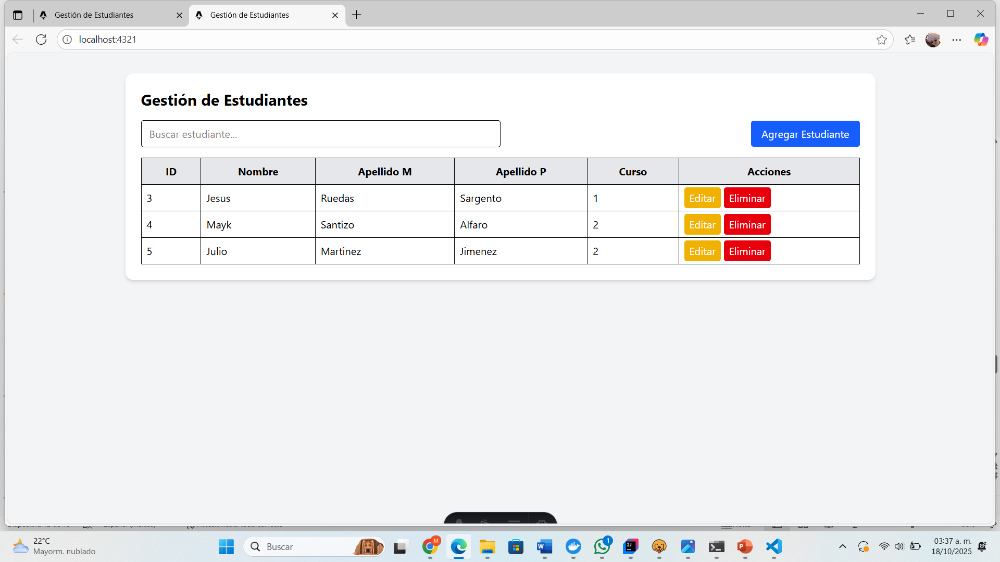 Gestión de Estudiantes
Gestión de Estudiantes
localhost:4321
Gestión de Estudiantes
Buscar estudiante...
Agregar Estudiante
ID Nombre Apellido M Apellido P Curso Acciones
3 Jesus Ruedas Sargento 1 Editar Eliminar
4 Mayk Santizo Alfaro 2 Editar Eliminar
5 Julio Martinez Jimenez 2 Editar Eliminar
22°C
Mayorm. nublado
Buscar
M
W
1
IJ
P
03:37 a. m.
18/10/2025